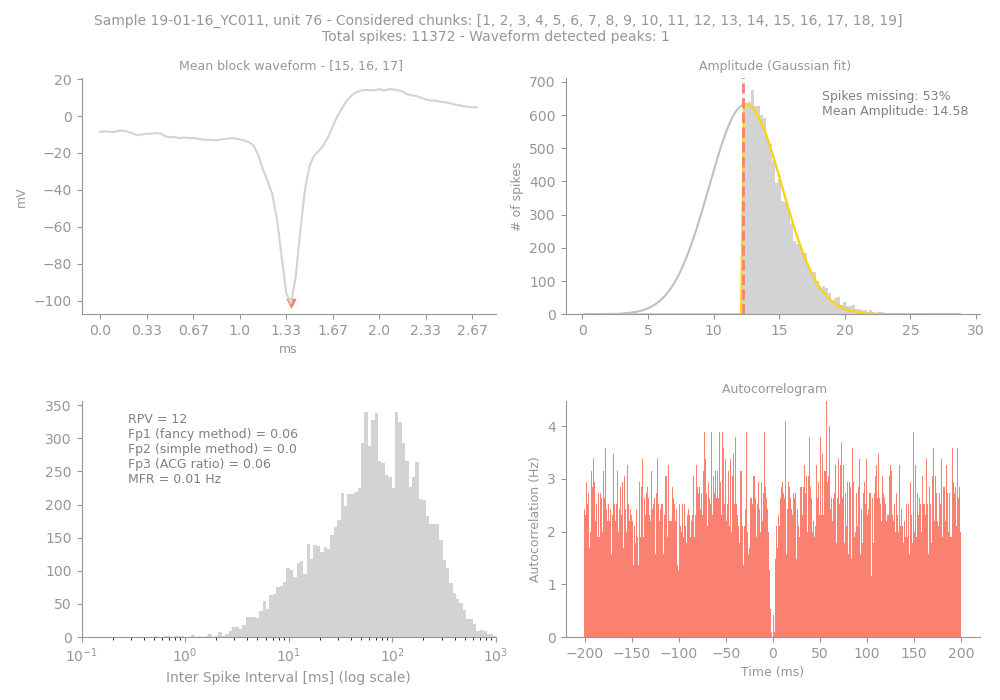 Sample 19-01-16_YC011, unit 76 - Considered chunks: [1, 2, 3, 4, 5, 6, 7, 8, 9, 10, 11, 12, 13, 14, 15, 16, 17, 18, 19]
Total spikes: 11372 - Waveform detected peaks: 1
Mean block waveform - [15, 16, 17]
20
0
−20
−40
−60
−80
−100
mV
0.0 0.33 0.67 1.0 1.33 1.67 2.0 2.33 2.67
ms
Amplitude (Gaussian fit)
Spikes missing: 53%
Mean Amplitude: 14.58
700
600
500
400
300
200
100
0
# of spikes
0 5 10 15 20 25 30
350
300
250
200
150
100
50
0
RPV = 12
Fp1 (fancy method) = 0.06
Fp2 (simple method) = 0.0
Fp3 (ACG ratio) = 0.06
MFR = 0.01 Hz
10⁻¹ 10⁰ 10¹ 10² 10³
Inter Spike Interval [ms] (log scale)
Autocorrelogram
4
3
2
1
0
Autocorrelation (Hz)
−200 −150 −100 −50 0 50 100 150 200
Time (ms)